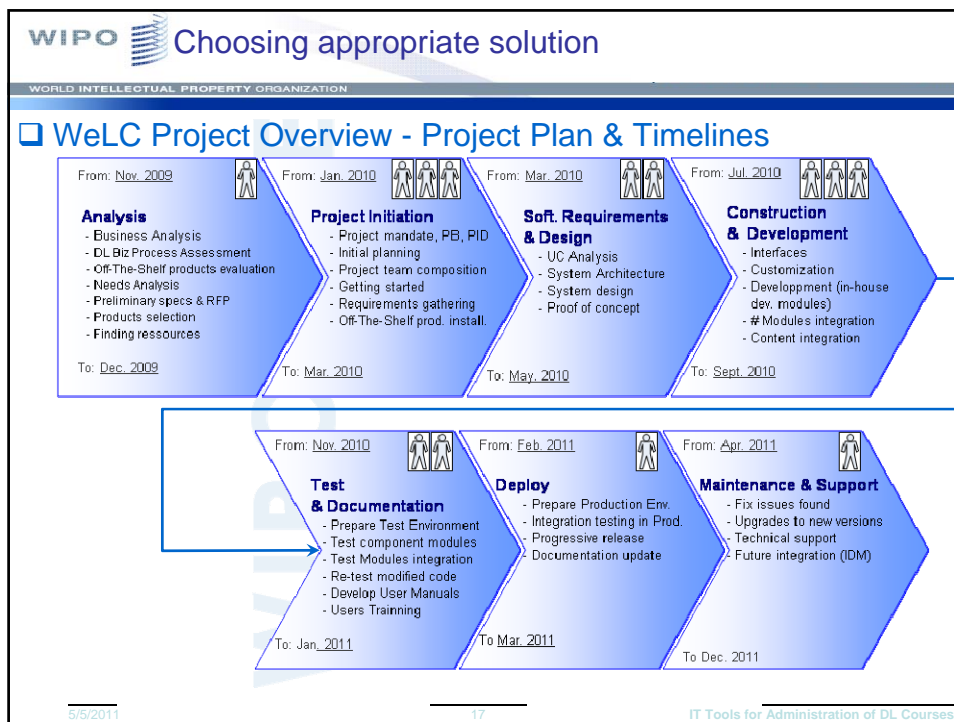 WIPO
Choosing appropriate solution
WORLD INTELLECTUAL PROPERTY ORGANIZATION
WeLC Project Overview - Project Plan & Timelines
From: Nov. 2009
Analysis
- Business Analysis
- DL Biz Process Assessment
- Off-The-Shelf products evaluation
- Needs Analysis
- Preliminary specs & RFP
- Products selection
- Finding ressources
To: Dec. 2009
From: Jan. 2010
Project Initiation
- Project mandate, PB, PID
- Initial planning
- Project team composition
- Getting started
- Requirements gathering
- Off-The-Shelf prod. install.
To: Mar. 2010
From: Mar. 2010
Soft. Requirements
& Design
- UC Analysis
- System Architecture
- System design
- Proof of concept
To: May. 2010
From: Jul. 2010
Construction
& Development
- Interfaces
- Customization
- Developpment (in-house
dev. modules)
- # Modules integration
- Content integration
To: Sept. 2010
From: Nov. 2010
Test
& Documentation
- Prepare Test Environment
- Test component modules
- Test Modules integration
- Re-test modified code
- Develop User Manuals
- Users Trainning
To: Jan. 2011
From: Feb. 2011
Deploy
- Prepare Production Env.
- Integration testing in Prod.
- Progressive release
- Documentation update
To Mar. 2011
From: Apr. 2011
Maintenance & Support
- Fix issues found
- Upgrades to new versions
- Technical support
- Future integration (IDM)
To Dec. 2011
5/5/2011
17
IT Tools for Administration of DL Courses